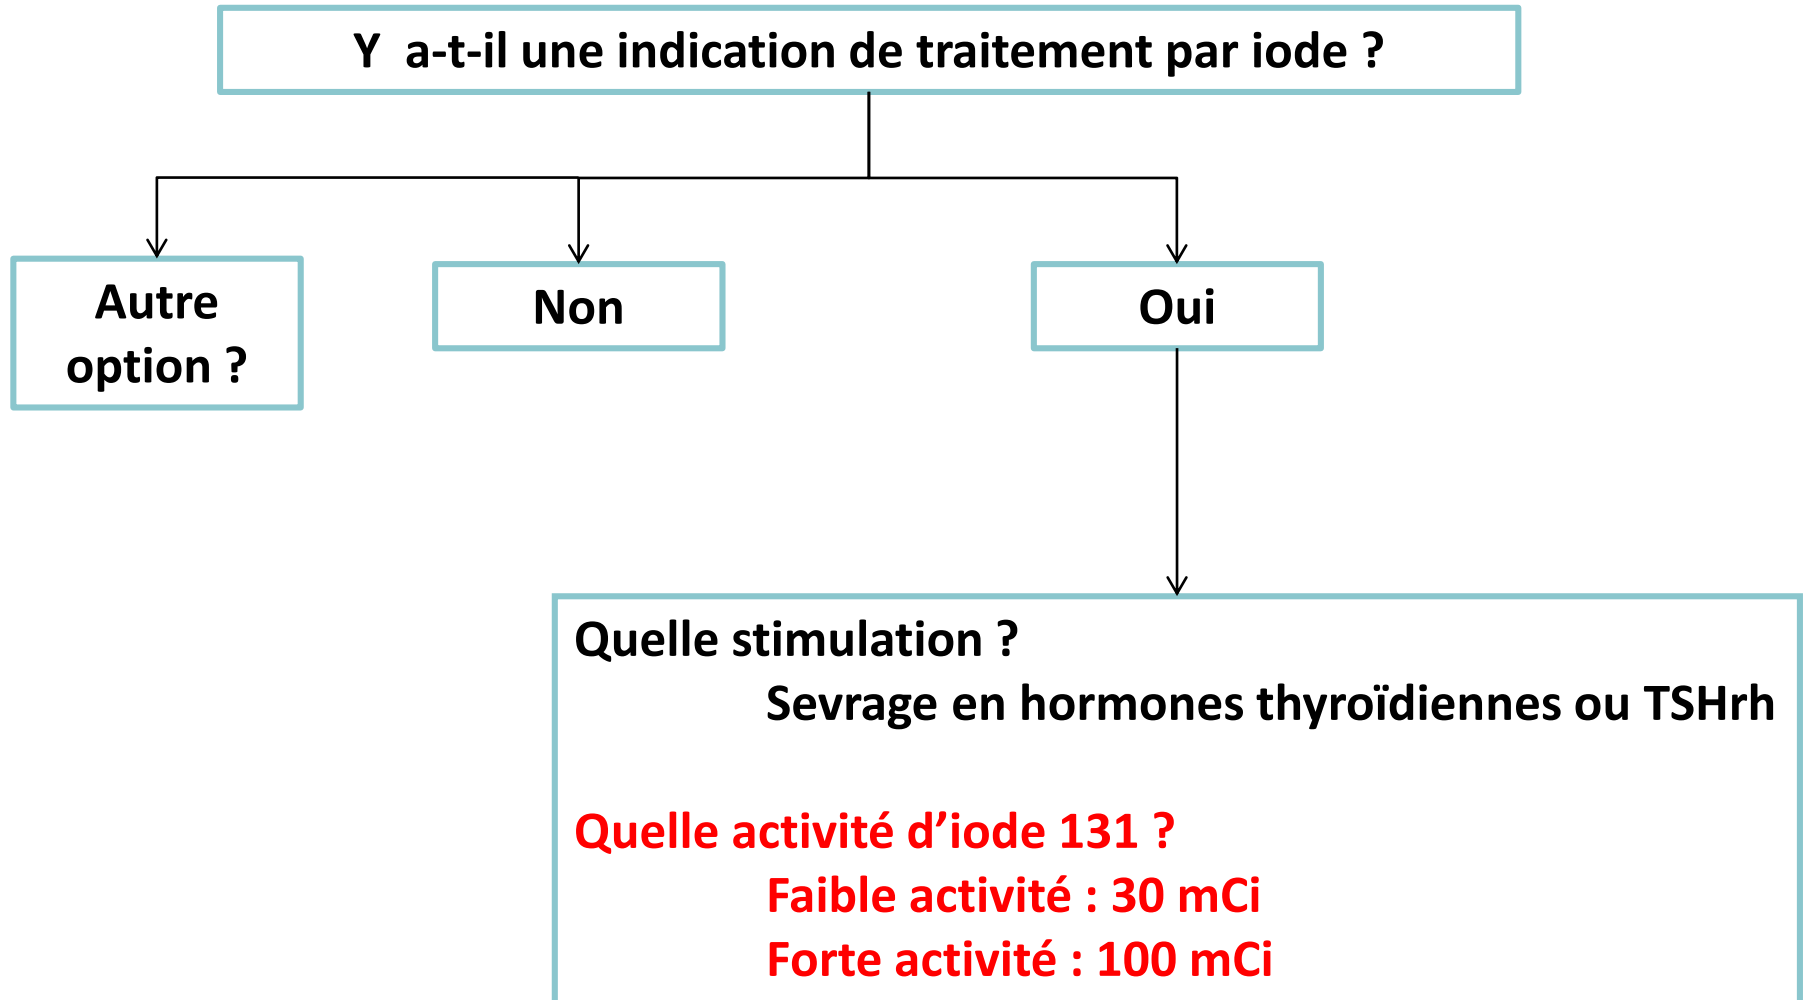 Y a-t-il une indication de traitement par iode ?
Autre
option ?
Non
Oui
Quelle stimulation ?
Sevrage en hormones thyroïdiennes ou TSHrh
Quelle activité d’iode 131 ?
Faible activité : 30 mCi
Forte activité : 100 mCi